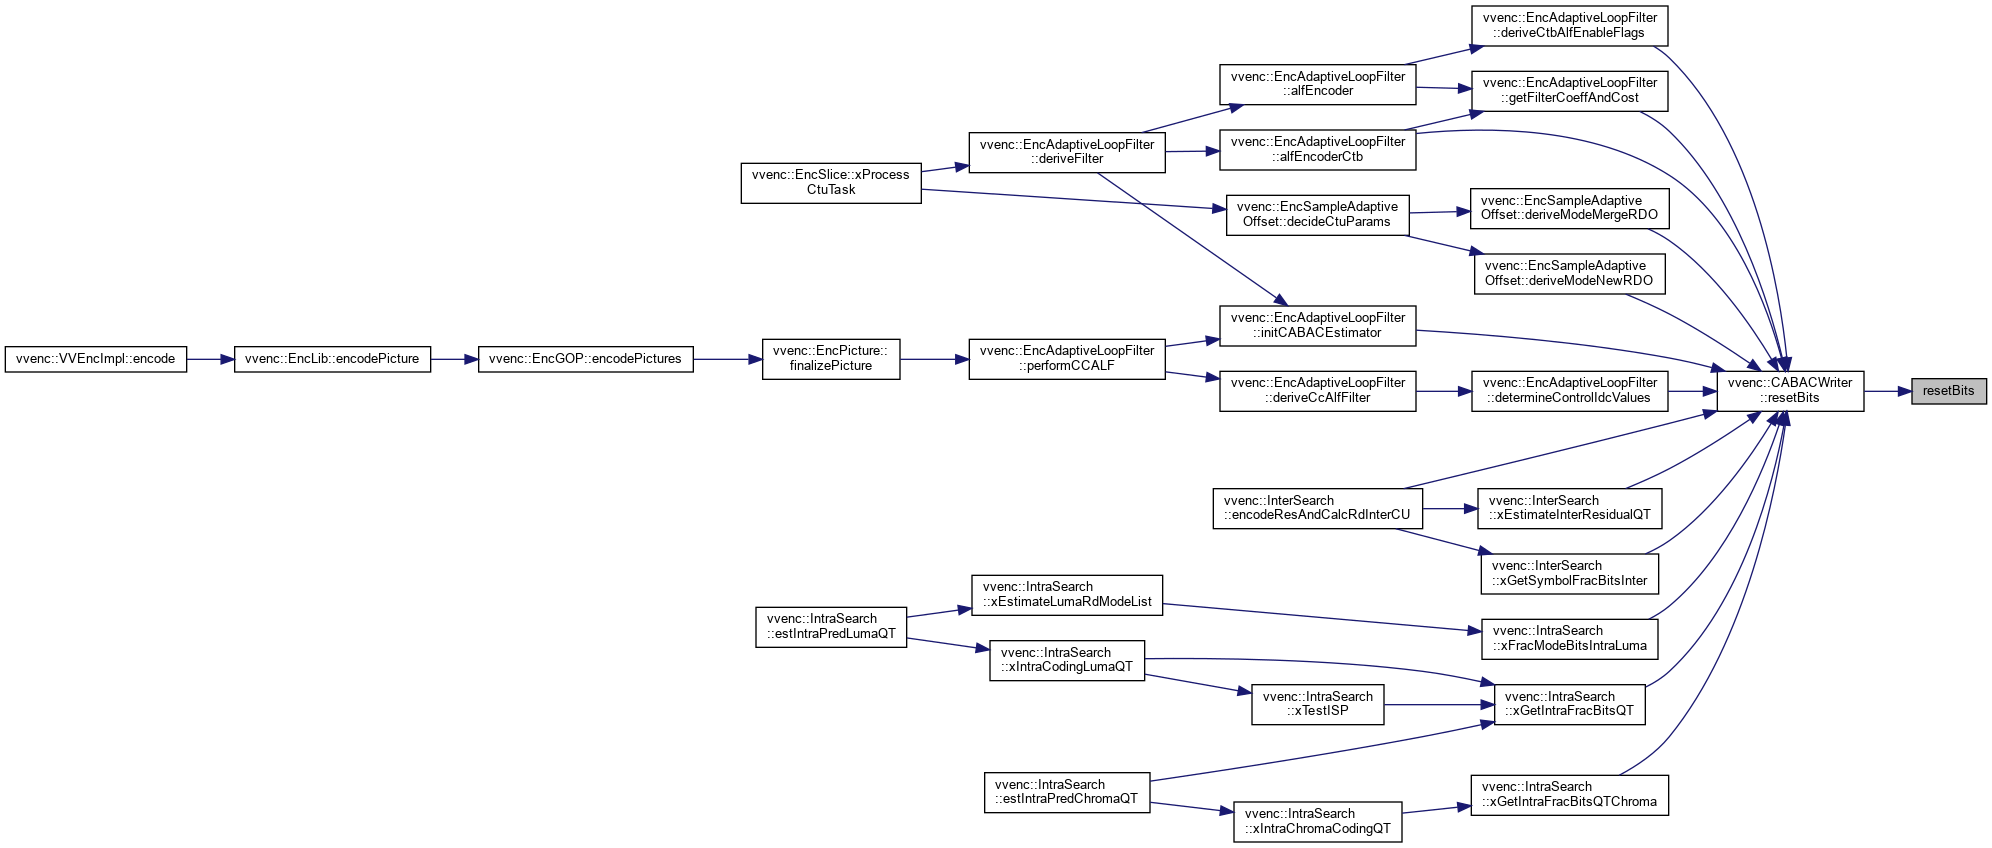 vvenc::EncAdaptiveLoopFilter
::deriveCtbAlfEnableFlags
vvenc::EncAdaptiveLoopFilter
::alfEncoder
vvenc::EncAdaptiveLoopFilter
::getFilterCoeffAndCost
vvenc::EncAdaptiveLoopFilter
::deriveFilter
vvenc::EncAdaptiveLoopFilter
::alfEncoderCtb
vvenc::EncSlice::xProcess
CtuTask
vvenc::EncSampleAdaptive
Offset::decideCtuParams
vvenc::EncSampleAdaptive
Offset::deriveModeMergeRDO
vvenc::EncSampleAdaptive
Offset::deriveModeNewRDO
vvenc::EncAdaptiveLoopFilter
::initCABACEstimator
vvenc::VVEncImpl::encode
vvenc::EncLib::encodePicture
vvenc::EncGOP::encodePictures
vvenc::EncPicture::
finalizePicture
vvenc::EncAdaptiveLoopFilter
::performCCALF
vvenc::EncAdaptiveLoopFilter
::deriveCcAlfFilter
vvenc::EncAdaptiveLoopFilter
::determineControlIdcValues
vvenc::CABACWriter
::resetBits
resetBits
vvenc::InterSearch
::encodeResAndCalcRdInterCU
vvenc::InterSearch
::xEstimateInterResidualQT
vvenc::InterSearch
::xGetSymbolFracBitsInter
vvenc::IntraSearch
::xEstimateLumaRdModeList
vvenc::IntraSearch
::estIntraPredLumaQT
vvenc::IntraSearch
::xFracModeBitsIntraLuma
vvenc::IntraSearch
::xIntraCodingLumaQT
vvenc::IntraSearch
::xTestISP
vvenc::IntraSearch
::xGetIntraFracBitsQT
vvenc::IntraSearch
::estIntraPredChromaQT
vvenc::IntraSearch
::xGetIntraFracBitsQTChroma
vvenc::IntraSearch
::xIntraChromaCodingQT